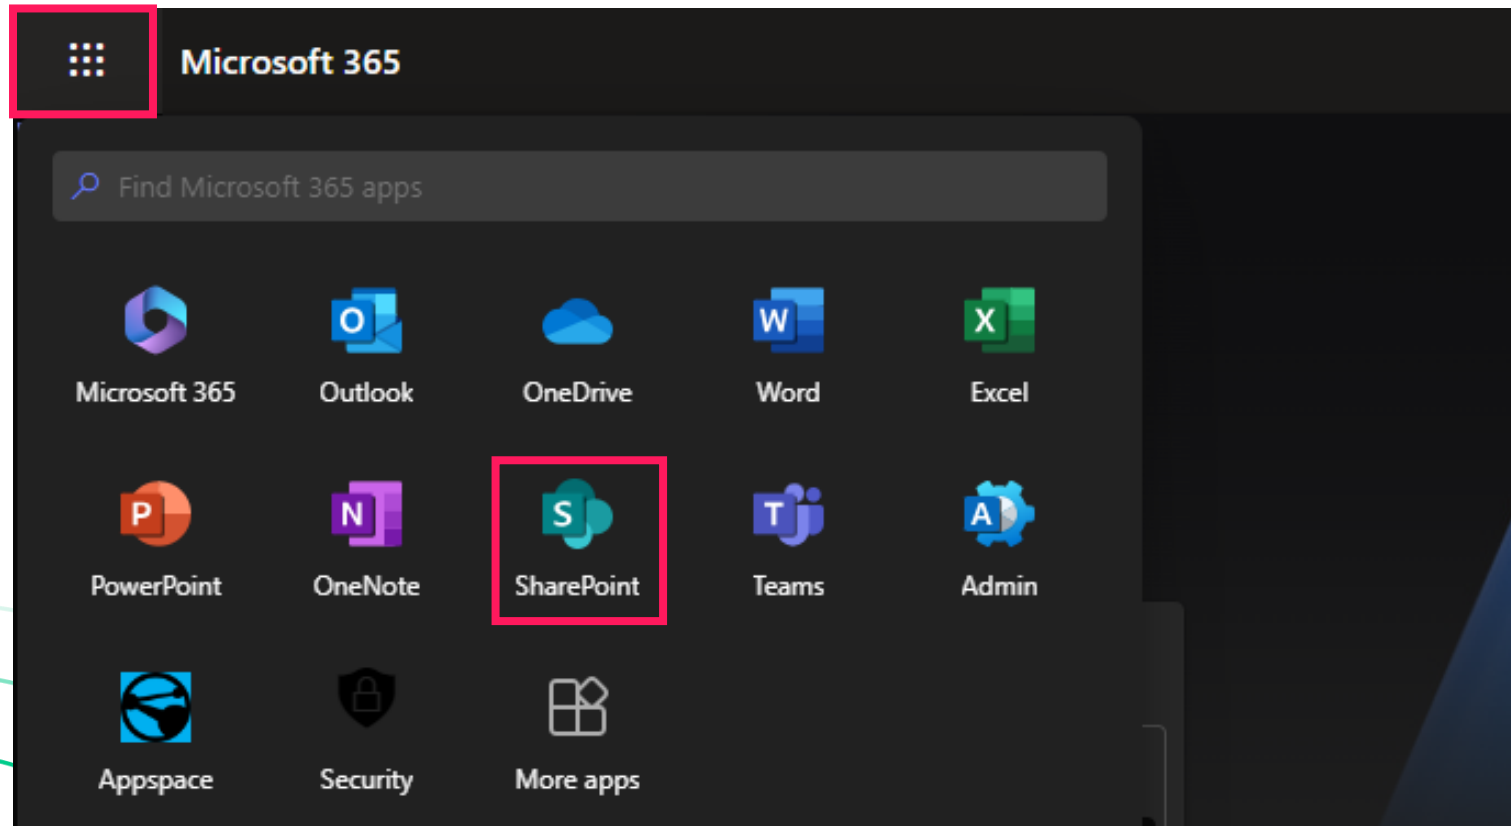 Microsoft 365
Find Microsoft 365 apps
Microsoft 365 Outlook OneDrive Word Excel
PowerPoint OneNote SharePoint Teams Admin
Appspace Security More apps